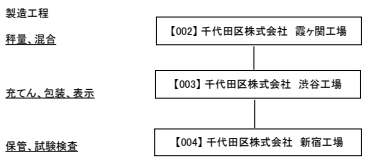 製造工程
秤量、混合
【002】千代田区株式会社 霞ヶ関工場
【003】千代田区株式会社 渋谷工場
充てん、包装、表示
【004】千代田区株式会社 新宿工場
保管、試験検査